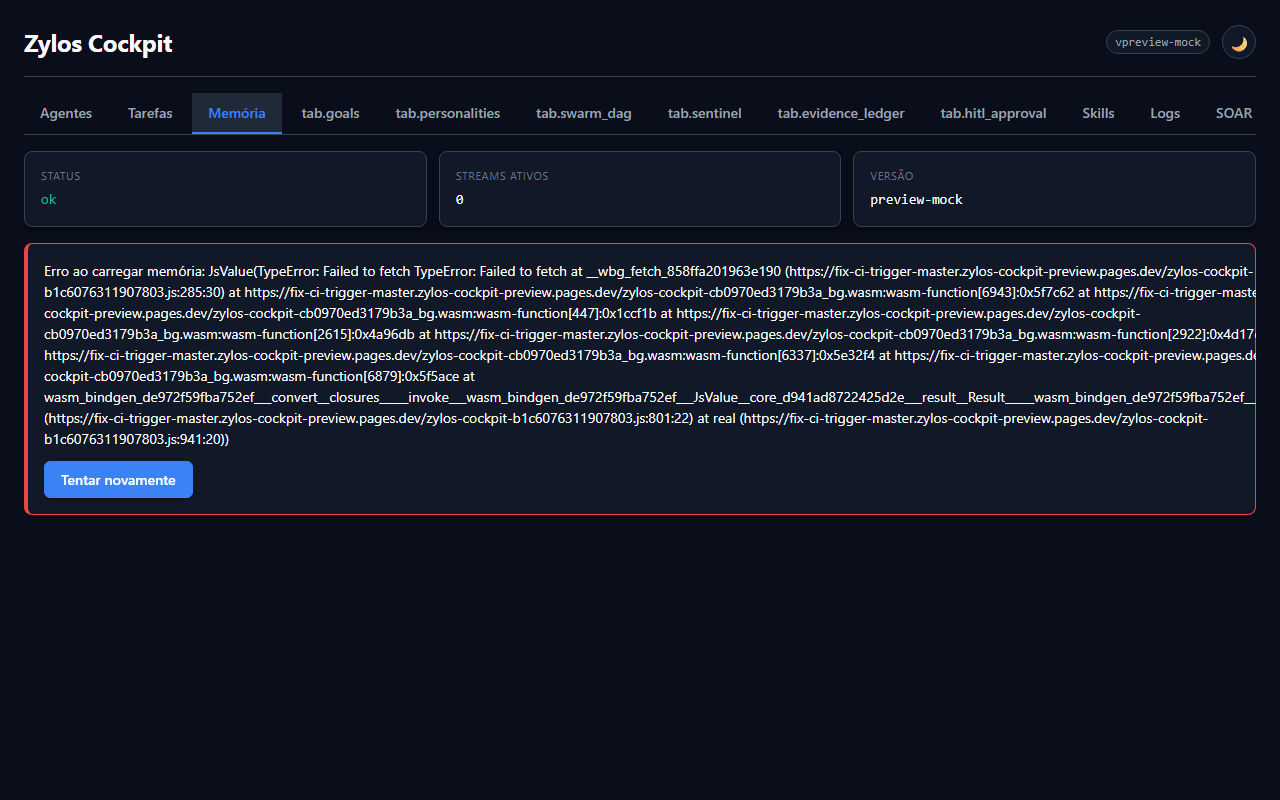 Zylos Cockpit
vpreview-mock
Agentes Tarefas Memória tab.goals tab.personalities tab.swarm_dag tab.sentinel tab.evidence_ledger tab.hitl_approval Skills Logs SOAR
STATUS
ok
STREAMS ATIVOS
0
VERSÃO
preview-mock
Erro ao carregar memória: JsValue(TypeError: Failed to fetch TypeError: Failed to fetch at __wbg_fetch_858ffa201963e190 (https://fix-ci-trigger-master.zylos-cockpit-preview.pages.dev/zylos-cockpit-
b1c6076311907803.js:285:30) at https://fix-ci-trigger-master.zylos-cockpit-preview.pages.dev/zylos-cockpit-cb0970ed3179b3a_bg.wasm:wasm-function[6943]:0x5f7c62 at https://fix-ci-trigger-maste
cockpit-preview.pages.dev/zylos-cockpit-cb0970ed3179b3a_bg.wasm:wasm-function[447]:0x1ccf1b at https://fix-ci-trigger-master.zylos-cockpit-preview.pages.dev/zylos-cockpit-
cb0970ed3179b3a_bg.wasm:wasm-function[2615]:0x4a96db at https://fix-ci-trigger-master.zylos-cockpit-preview.pages.dev/zylos-cockpit-cb0970ed3179b3a_bg.wasm:wasm-function[2922]:0x4d17
https://fix-ci-trigger-master.zylos-cockpit-preview.pages.dev/zylos-cockpit-cb0970ed3179b3a_bg.wasm:wasm-function[6337]:0x5e32f4 at https://fix-ci-trigger-master.zylos-cockpit-preview.pages.de
cockpit-cb0970ed3179b3a_bg.wasm:wasm-function[6879]:0x5f5ace at
wasm_bindgen_de972f59fba752ef___convert__closures_____invoke___wasm_bindgen_de972f59fba752ef___JsValue__core_d941ad8722425d2e___result__Result_____wasm_bindgen_de972f59fba752ef__
(https://fix-ci-trigger-master.zylos-cockpit-preview.pages.dev/zylos-cockpit-b1c6076311907803.js:801:22) at real (https://fix-ci-trigger-master.zylos-cockpit-preview.pages.dev/zylos-cockpit-
b1c6076311907803.js:941:20))
Tentar novamente